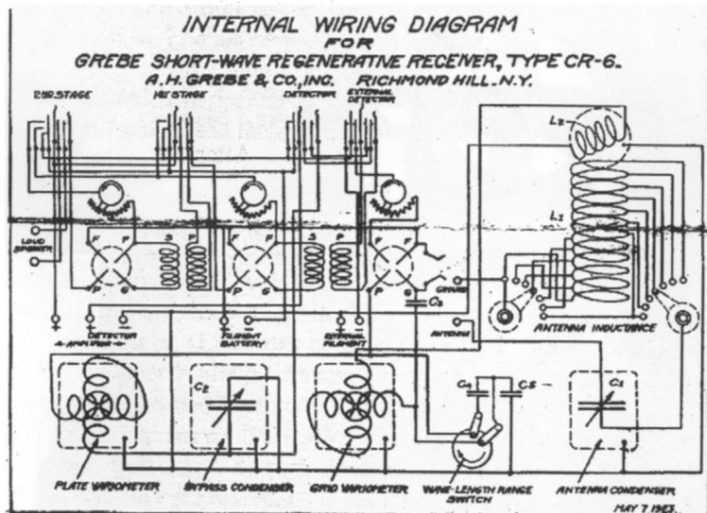 INTERNAL WIRING DIAGRAM
FOR
GREBE SHORT-WAVE REGENERATIVE RECEIVER, TYPE CR-6.
A.H. GREBE & CO., INC. RICHMOND HILL. N.Y.
2ND. STAGE STAGE DETECTOR EXTERNAL DETECTOR
L2
L1
F F S P F F S P F F
LOUD SPEAKER
P G P G P G
C3
GROUND
+ - + - + -
DETECTOR
AMPLIFIER
FILAMENT BATTERY
EXTERNAL FILAMENT
ANTENNA
ANTENNA INDUCTANCE
C2 C4 C5 C1
PLATE VARIOMETER BYPASS CONDENSER GRID VARIOMETER WAVE-LENGTH RANGE SWITCH ANTENNA CONDENSER
MAY 7 1923.